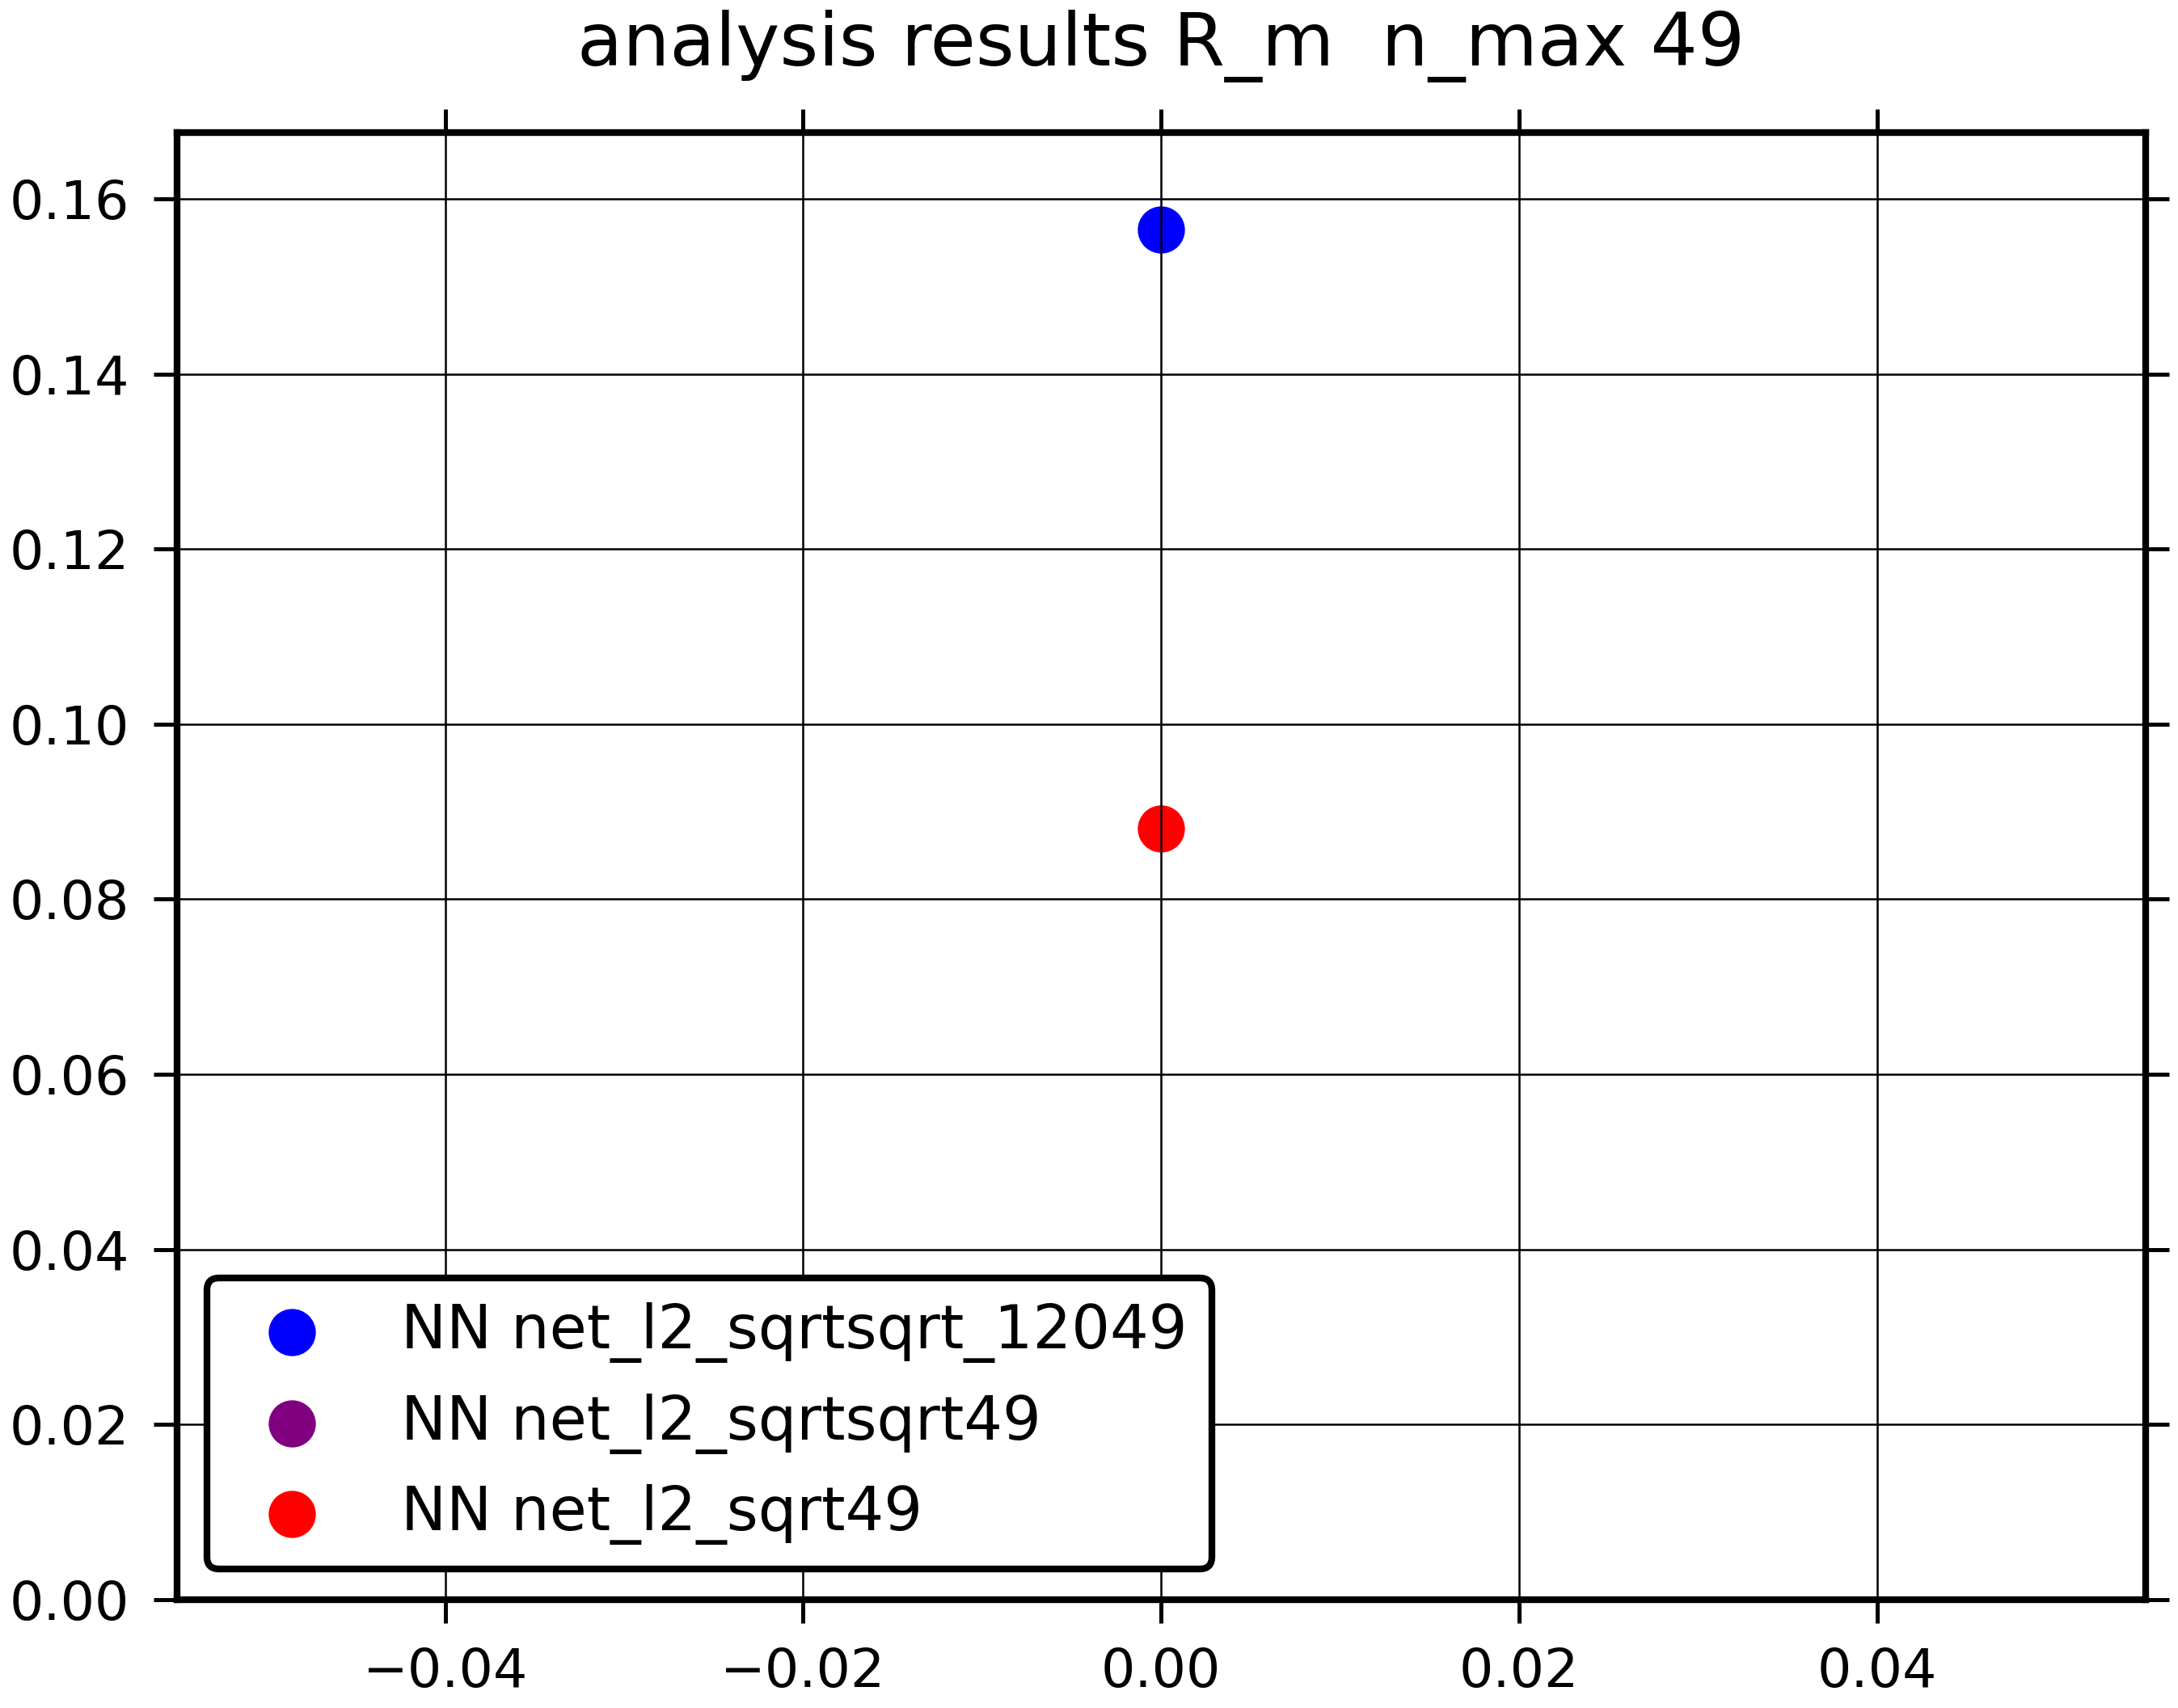 analysis results R_m  n_max 49
0.16
0.14
0.12
0.10
0.08
0.06
0.04
0.02
0.00
NN net_l2_sqrtsqrt_12049
NN net_l2_sqrtsqrt49
NN net_l2_sqrt49
−0.04 −0.02 0.00 0.02 0.04